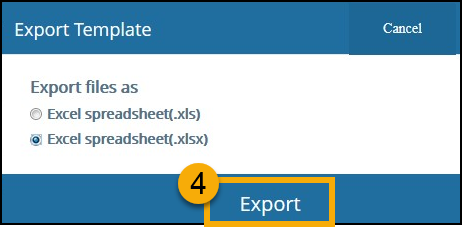 Export Template
Cancel
Export files as
Excel spreadsheet(.xls)
Excel spreadsheet(.xlsx)
4
Export